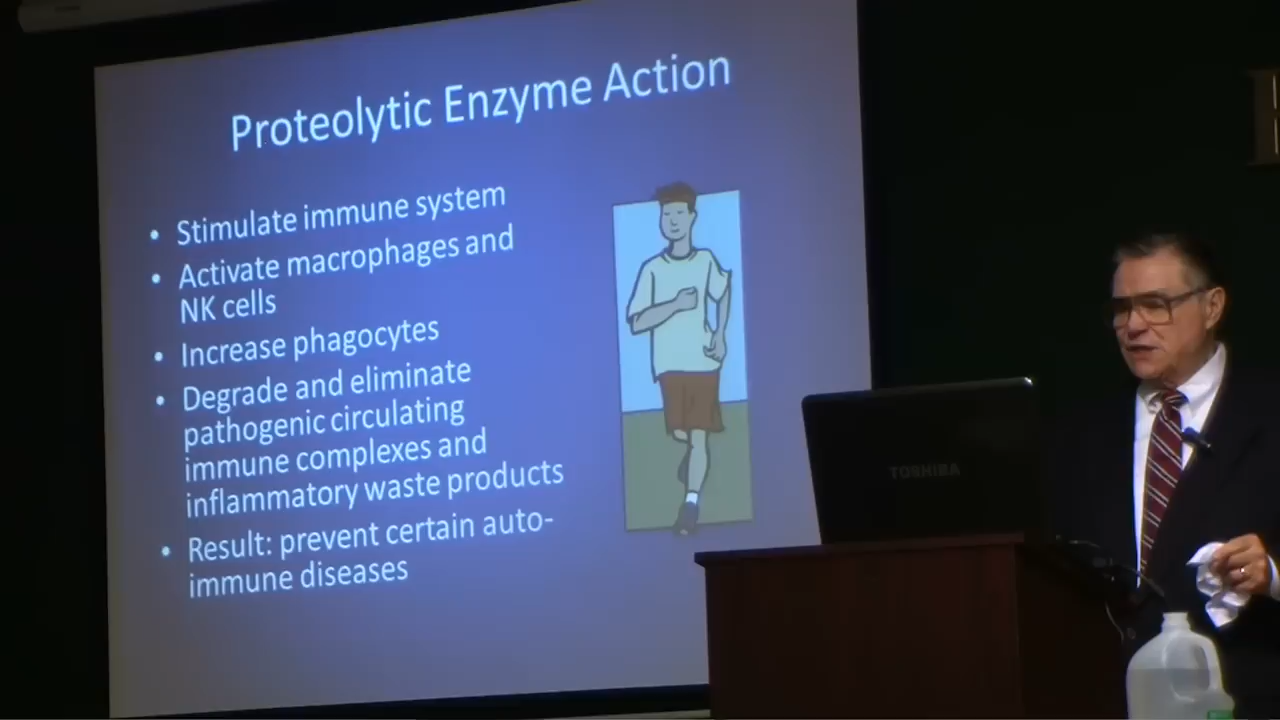 Proteolytic Enzyme Action
• Stimulate immune system
• Activate macrophages and
NK cells
• Increase phagocytes
• Degrade and eliminate
pathogenic circulating
immune complexes and
inflammatory waste products
• Result: prevent certain auto-
immune diseases
TOSHIBA